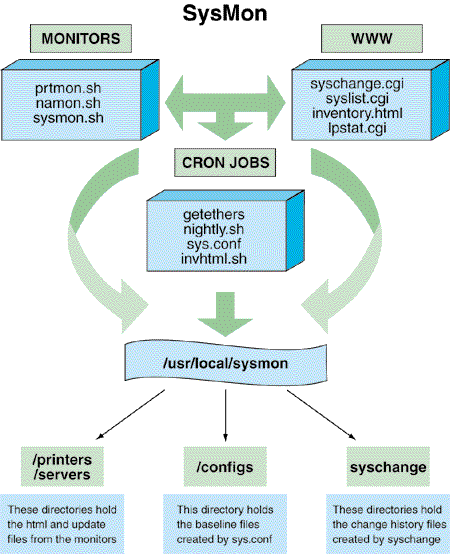 SysMon
MONITORS
WWW
prtmon.sh
namon.sh
sysmon.sh
syschange.cgi
syslist.cgi
inventory.html
lpstat.cgi
CRON JOBS
getethers
nightly.sh
sys.conf
invhtml.sh
/usr/local/sysmon
/printers
/servers
/configs
syschange
These directories hold
the html and update
files from the monitors
This directory holds
the baseline files
created by sys.conf
These directories hold
the change history files
created by syschange